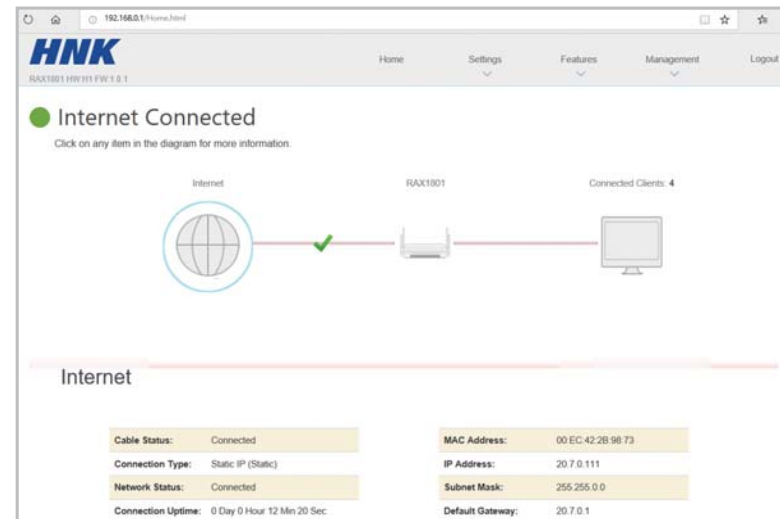 192.168.0.1/Home.html
HNK
RAX1801 HW H1 FW:1.0.1
Home Settings Features Management Logout
Internet Connected
Click on any item in the diagram for more information.
Internet RAX1801 Connected Clients: 4
Internet
Cable Status: Connected MAC Address: 00:EC:42:2B:98:73
Connection Type: Static IP (Static) IP Address: 20.7.0.111
Network Status: Connected Subnet Mask: 255.255.0.0
Connection Uptime: 0 Day 0 Hour 12 Min 20 Sec Default Gateway: 20.7.0.1